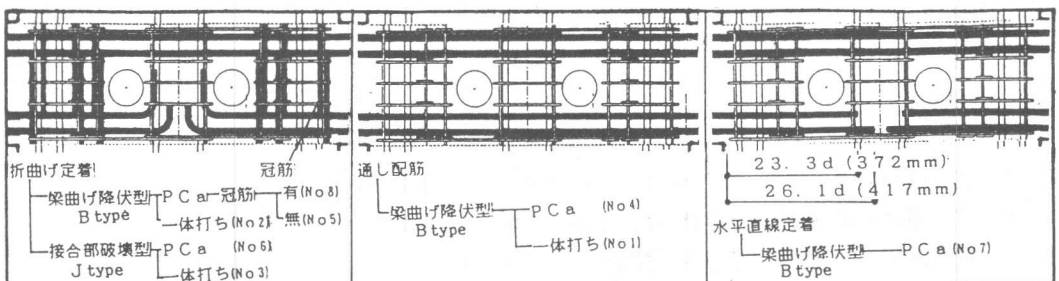 折曲げ定着
冠筋
梁曲げ降伏型
B type
PCa
冠筋
有(No8)
無(No5)
一体打ち(No2)
接合部破壊型
J type
PCa (No6)
一体打ち(No3)
通し配筋
梁曲げ降伏型
B type
PCa (No4)
一体打ち(No1)
23.3d (372mm)
26.1d (417mm)
水平直線定着
梁曲げ降伏型
B type
PCa (No7)